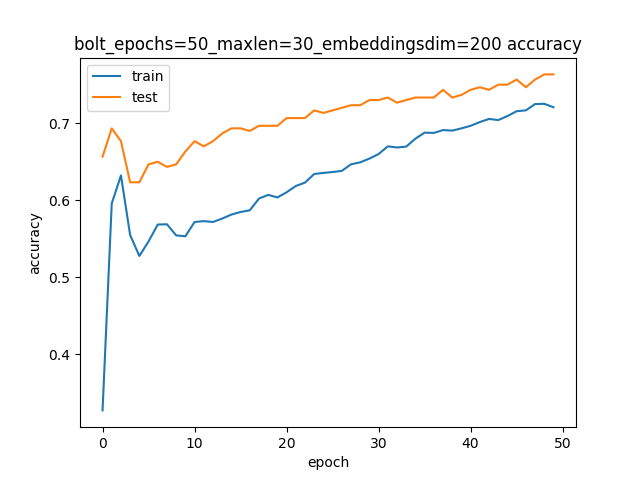 bolt_epochs=50_maxlen=30_embeddingsdim=200 accuracy
train
test
0.7
0.6
0.5
0.4
accuracy
0 10 20 30 40 50
epoch